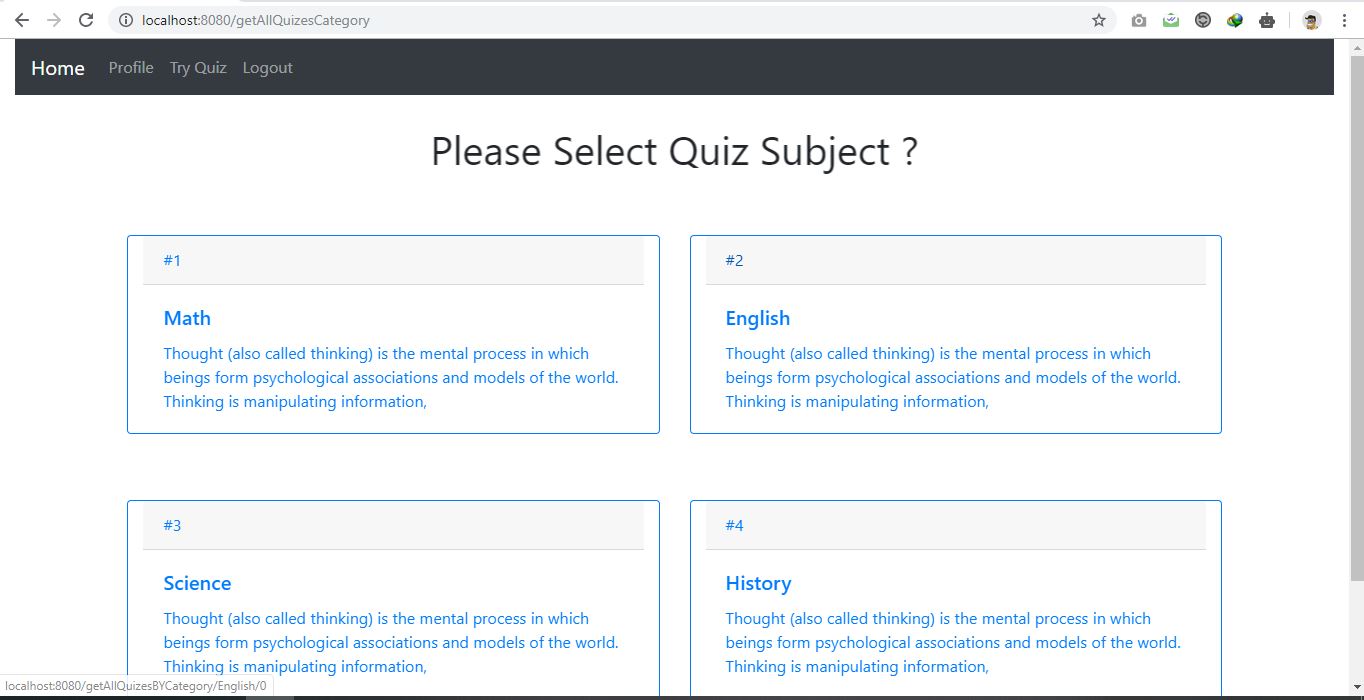 localhost:8080/getAllQuizesCategory
Home Profile Try Quiz Logout
Please Select Quiz Subject ?
#1
Math
Thought (also called thinking) is the mental process in which
beings form psychological associations and models of the world.
Thinking is manipulating information,
#2
English
Thought (also called thinking) is the mental process in which
beings form psychological associations and models of the world.
Thinking is manipulating information,
#3
Science
Thought (also called thinking) is the mental process in which
beings form psychological associations and models of the world.
Thinking is manipulating information,
#4
History
Thought (also called thinking) is the mental process in which
beings form psychological associations and models of the world.
Thinking is manipulating information,
localhost:8080/getAllQuizesBYCategory/English/0